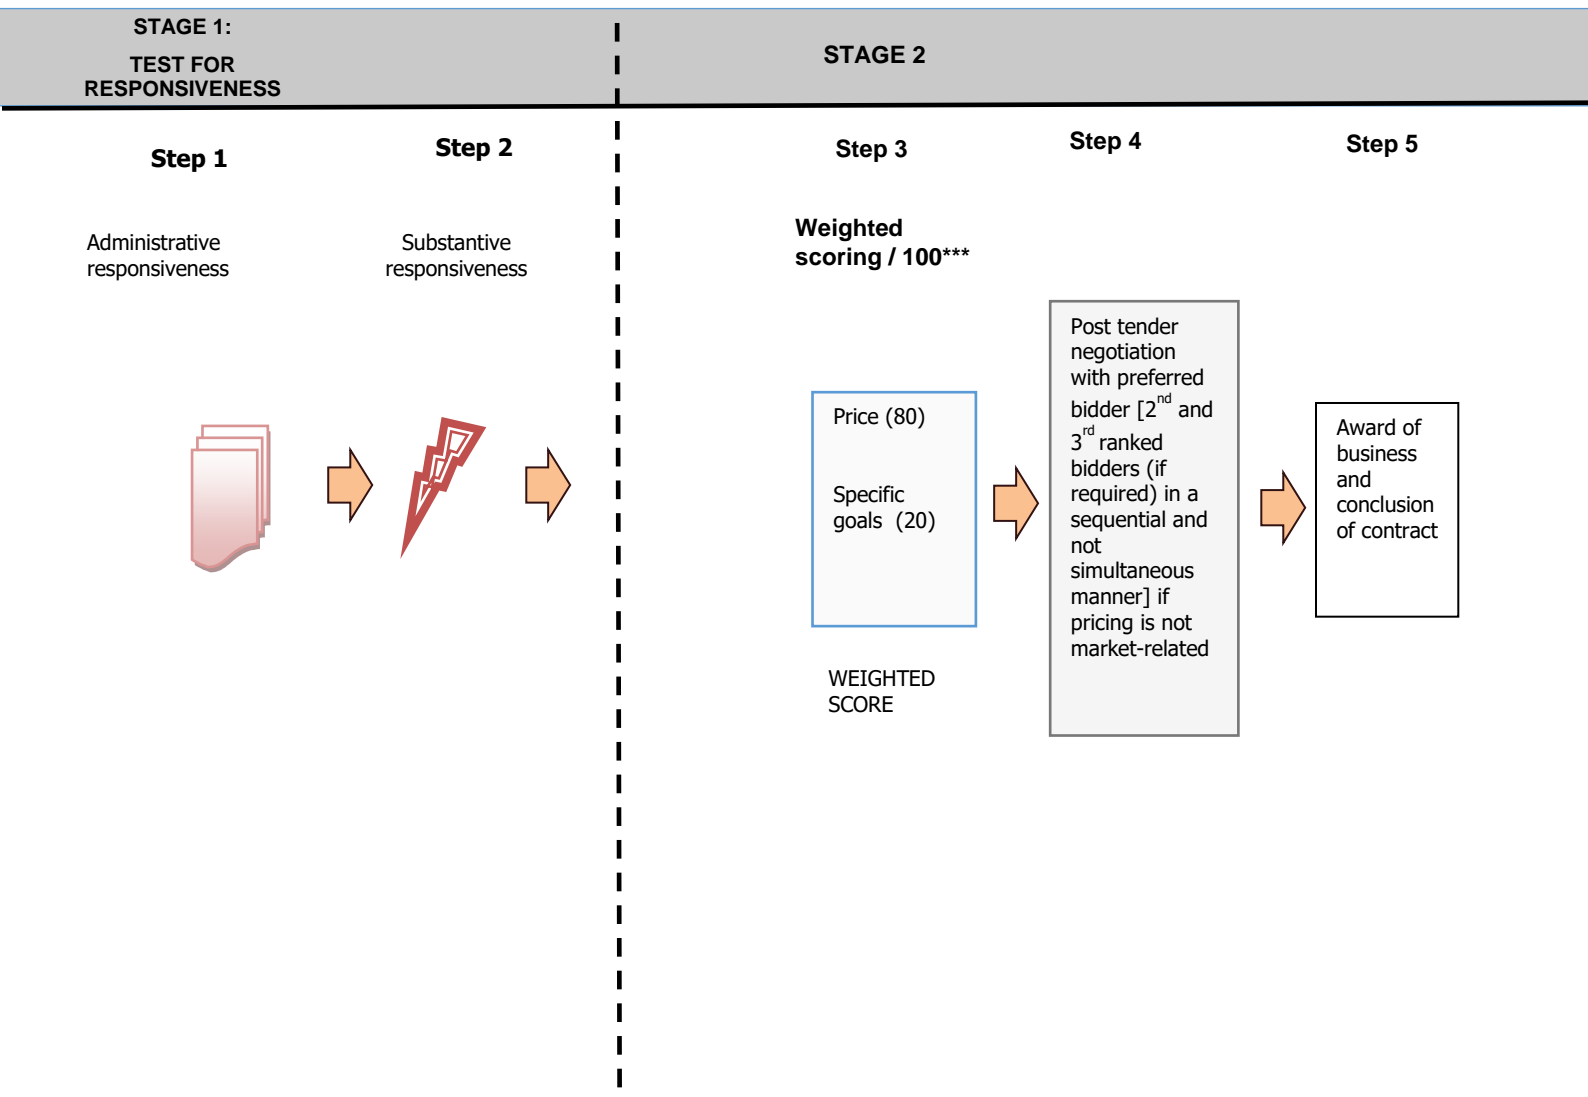 STAGE 1:
TEST FOR
RESPONSIVENESS
STAGE 2
Step 1
Step 2
Step 3
Step 4
Step 5
Administrative
responsiveness
Substantive
responsiveness
Weighted
scoring / 100***
Price (80)
Specific
goals (20)
WEIGHTED
SCORE
Post tender
negotiation
with preferred
bidder [2nd and
3rd ranked
bidders (if
required) in a
sequential and
not
simultaneous
manner] if
pricing is not
market-related
Award of
business
and
conclusion
of contract